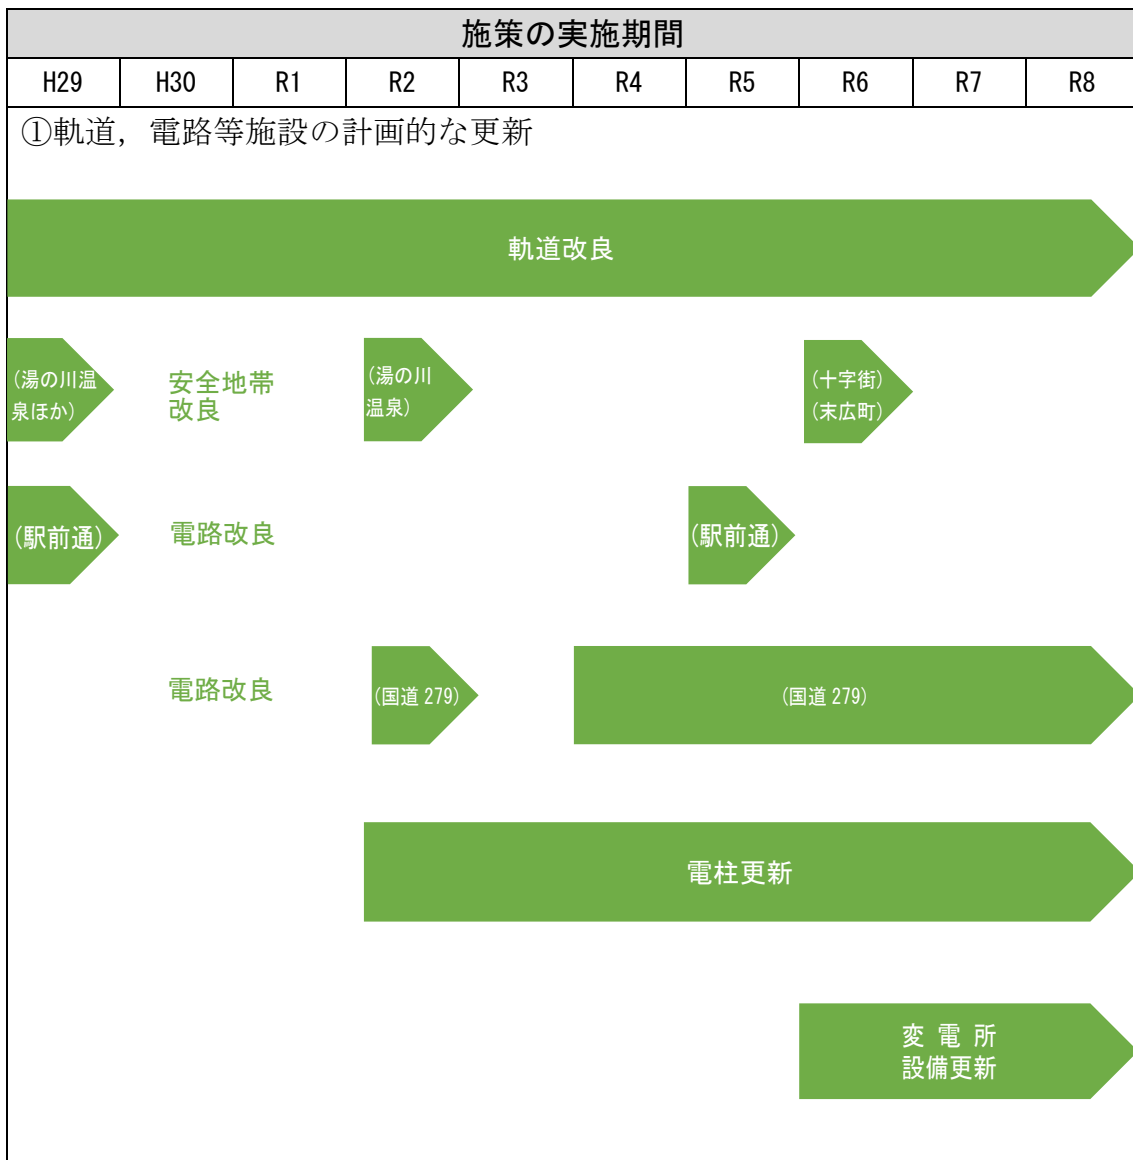 施策の実施期間
H29 H30 R1 R2 R3 R4 R5 R6 R7 R8
①軌道，電路等施設の計画的な更新
軌道改良
(湯の川温
泉ほか)
安全地帯
改良
(湯の川
温泉)
(十字街)
(末広町)
(駅前通)
電路改良
(駅前通)
電路改良
(国道 279)
(国道 279)
電柱更新
変 電 所
設備更新